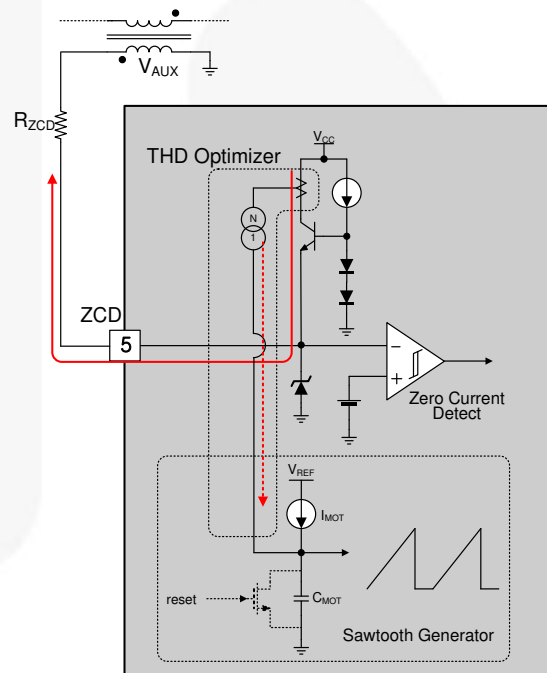 VAUX
RZCD
VCC
THD Optimizer
N
1
ZCD
5
−
+
Zero Current
Detect
VREF
IMOT
reset
CMOT
Sawtooth Generator